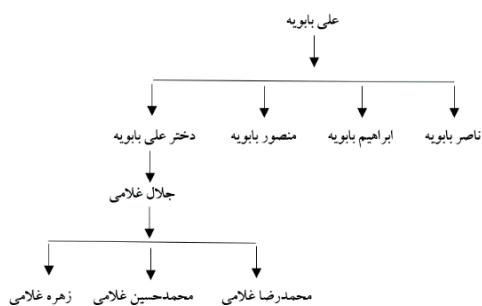 علی بابویه
ناصر بابویه
ابراهیم بابویه
منصور بابویه
دختر علی بابویه
جلال غلامی
محمدرضا غلامی
محمدحسین غلامی
زهره غلامی